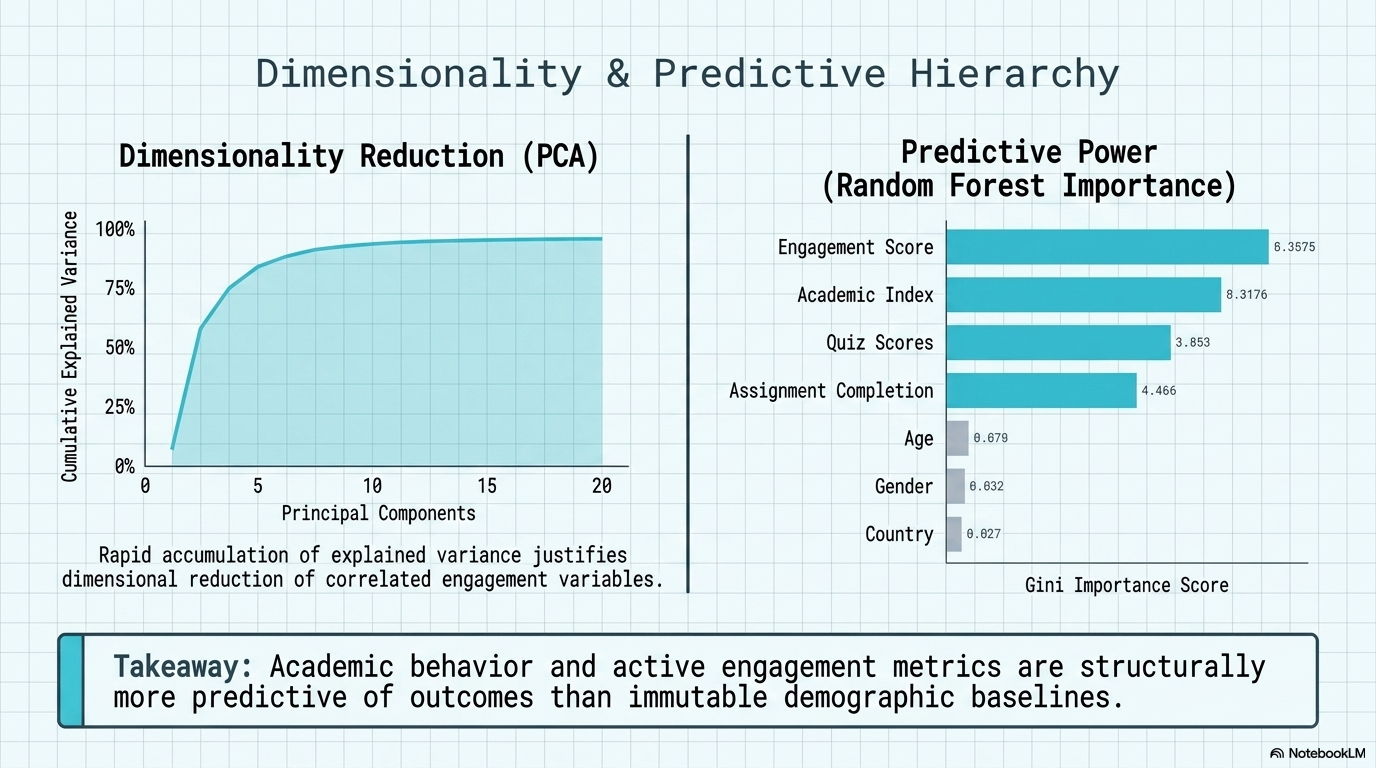 Dimensionality & Predictive Hierarchy
Dimensionality Reduction (PCA)
Cumulative Explained Variance
100%
75%
50%
25%
0%
0 5 10 15 20
Principal Components
Rapid accumulation of explained variance justifies
dimensional reduction of correlated engagement variables.
Predictive Power
(Random Forest Importance)
Engagement Score 6.3575
Academic Index 8.3176
Quiz Scores 3.853
Assignment Completion 4.466
Age 0.679
Gender 0.032
Country 0.027
Gini Importance Score
Takeaway: Academic behavior and active engagement metrics are structurally
more predictive of outcomes than immutable demographic baselines.
NotebookLM